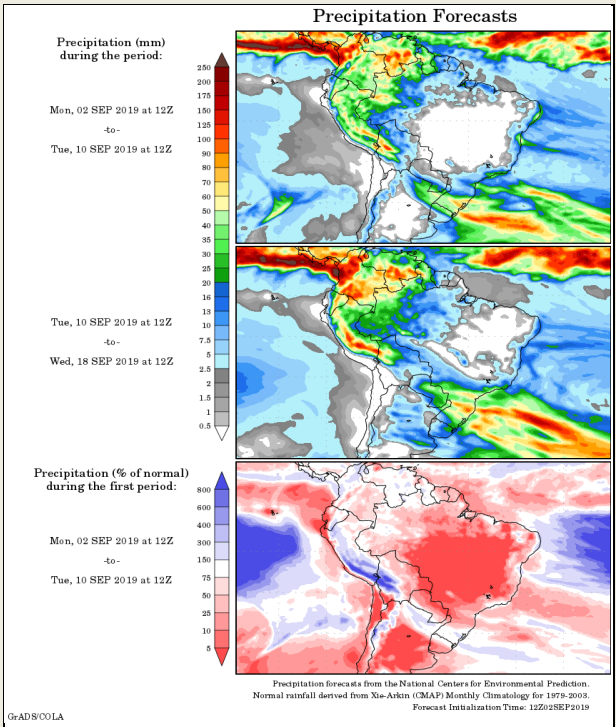 Precipitation Forecasts
Precipitation (mm)
during the period:
250
200
175
150
125
100
90
80
70
60
50
40
35
30
25
20
16
13
10
7.5
5
2.5
2
1.5
1
0.5
Mon, 02 SEP 2019 at 12Z
-to-
Tue, 10 SEP 2019 at 12Z
Tue, 10 SEP 2019 at 12Z
-to-
Wed, 18 SEP 2019 at 12Z
Precipitation (% of normal)
during the first period:
800
600
400
300
150
75
50
25
10
5
Mon, 02 SEP 2019 at 12Z
-to-
Tue, 10 SEP 2019 at 12Z
Precipitation forecasts from the National Centers for Environmental Prediction.
Normal rainfall derived from Xie-Arkin (CMAP) Monthly Climatology for 1979-2003.
Forecast Initialization Time: 12Z02SEP2019
GrADS/COLA